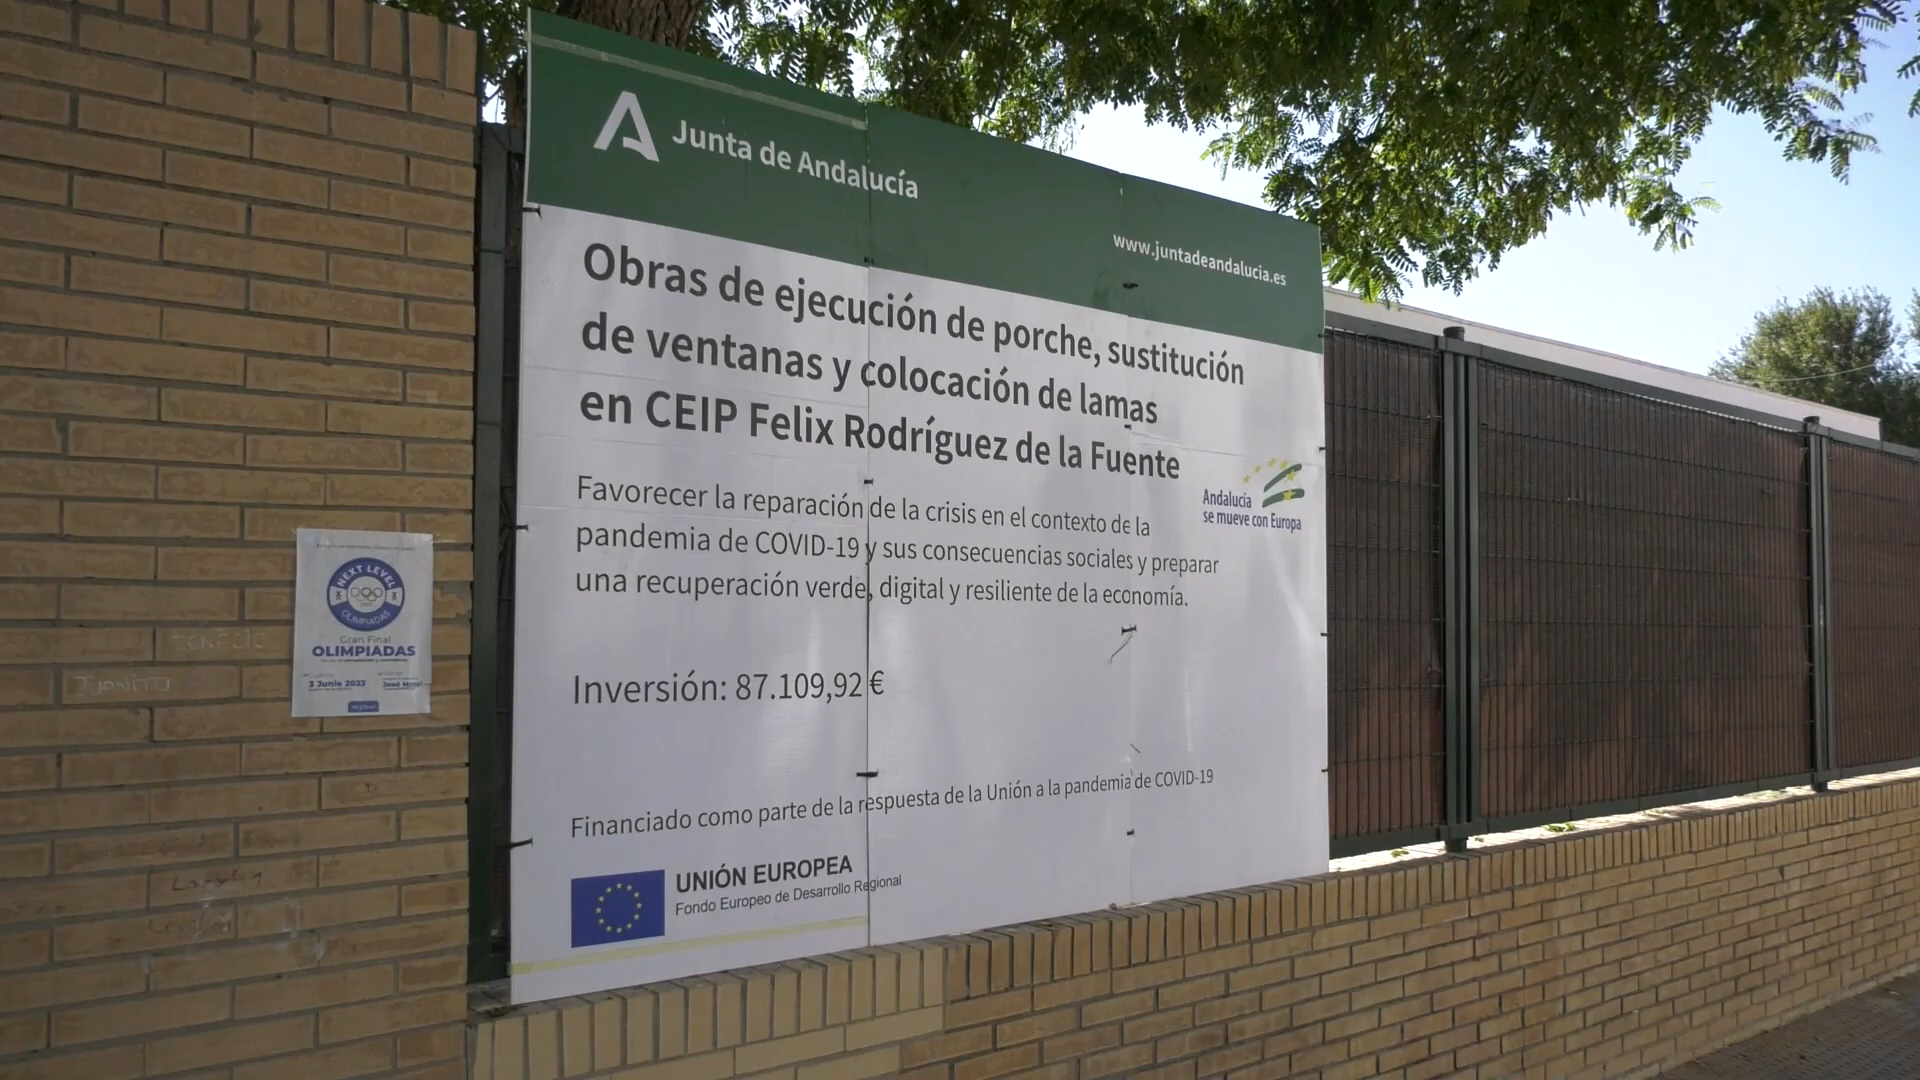 Junta de Andalucía
www.juntadeandalucia.es
Obras de ejecución de porche, sustitución
de ventanas y colocación de lamas
en CEIP Felix Rodríguez de la Fuente
Andalucía
se mueve con Europa
Favorecer la reparación de la crisis en el contexto de la
pandemia de COVID-19 y sus consecuencias sociales y preparar
una recuperación verde, digital y resiliente de la economía.
Inversión: 87.109,92 €
Financiado como parte de la respuesta de la Unión a la pandemia de COVID-19
UNIÓN EUROPEA
Fondo Europeo de Desarrollo Regional
NEXT LEVEL
OLIMPIADAS
Gran Final
OLIMPIADAS
3 Junio 2023
José